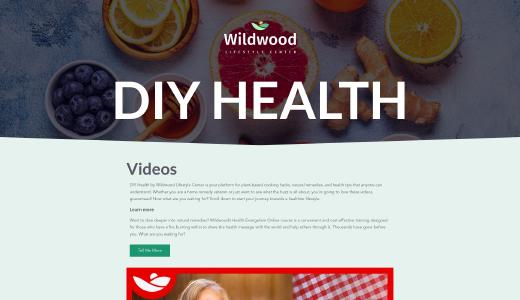 Wildwood
LIFESTYLE CENTER
DIY HEALTH
Videos
DIY Health by Wildwood Lifestyle Center is your platform for plant-based cooking hacks, natural remedies, and health tips that anyone can
understand. Whether you are a home remedy veteran or just want to see what the buzz is all about, you're going to love these videos,
guaranteed! Now what are you waiting for? Scroll down to start your journey towards a healthier lifestyle.
Learn more
Want to dive deeper into natural remedies? Wildwood's Health Evangelism Online course is a convenient and cost-effective training designed
for those who have a fire burning within to share the health message with the world and help others through it. Thousands have gone before
you. What are you waiting for?
Tell Me More